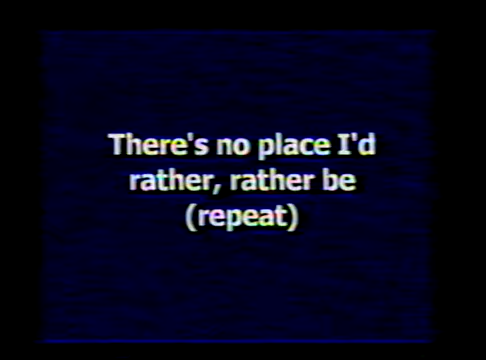 There's no place I'd
rather, rather be
(repeat)